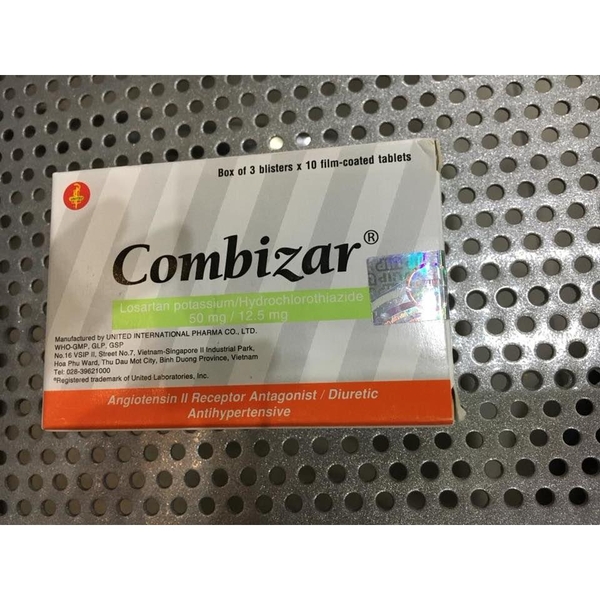 Box of 3 blisters x 10 film-coated tablets
Combizar®
Losartan potassium/Hydrochlorothiazide
50 mg / 12.5 mg
Manufactured by UNITED INTERNATIONAL PHARMA CO., LTD.
WHO-GMP, GLP, GSP
No.16 VSIP II, Street No.7, Vietnam-Singapore II Industrial Park,
Hoa Phu Ward, Thu Dau Mot City, Binh Duong Province, Vietnam
Tel: 028-39621000
®Registered trademark of United Laboratories, Inc.
Angiotensin II Receptor Antagonist / Diuretic
Antihypertensive